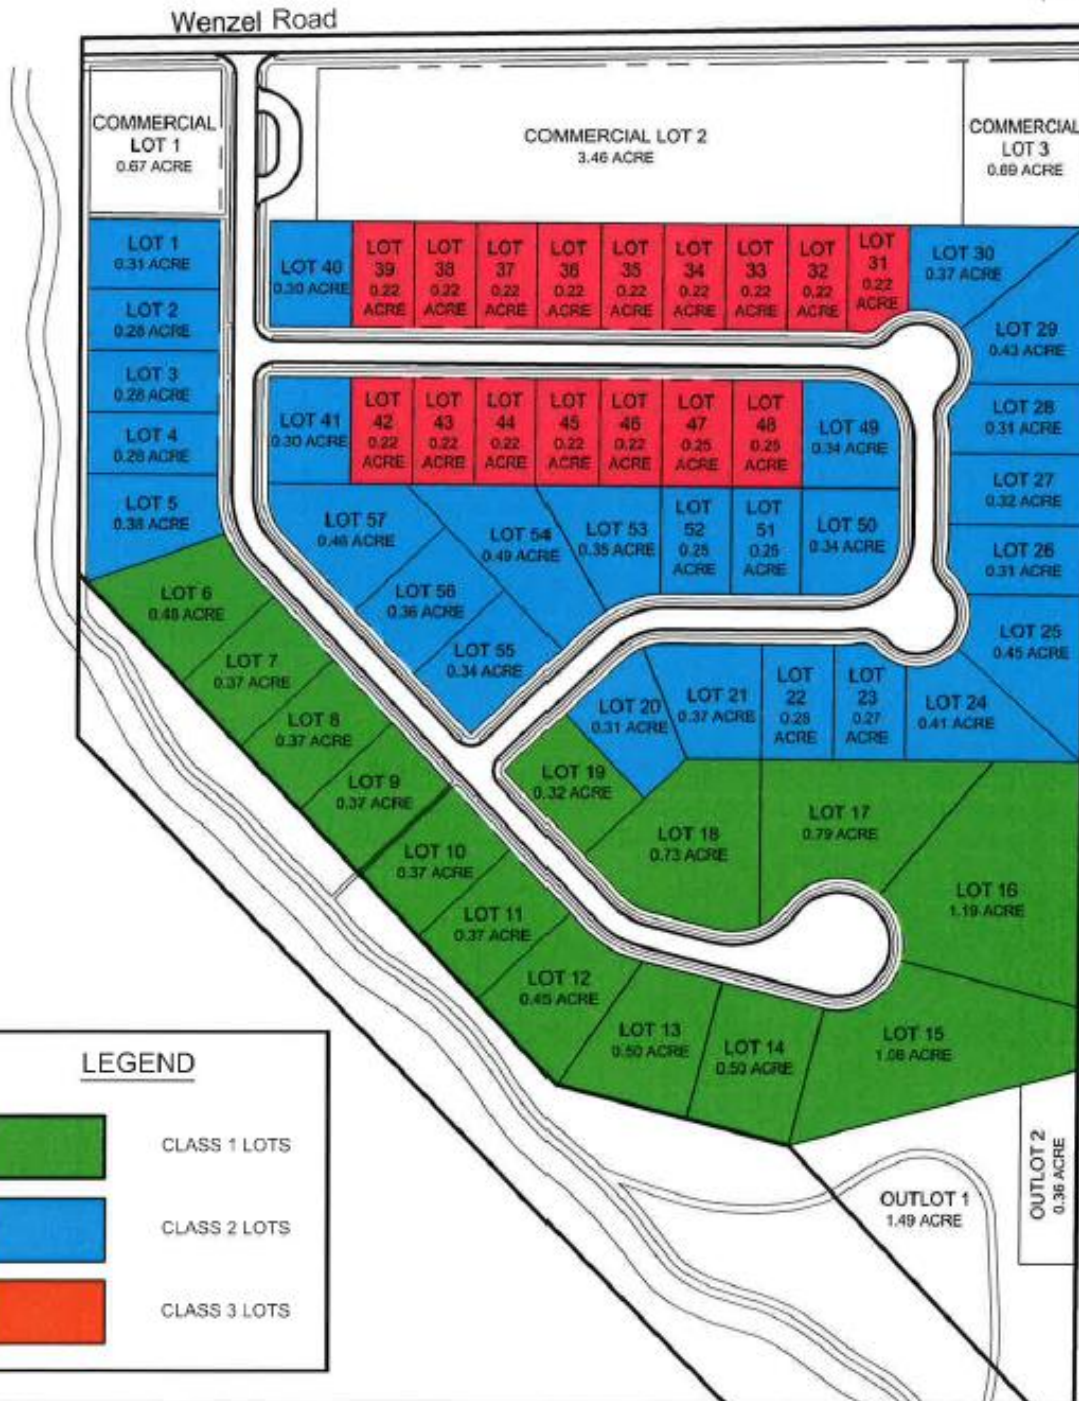 Wenzel Road
COMMERCIAL
LOT 1
0.67 ACRE
COMMERCIAL LOT 2
3.46 ACRE
COMMERCIAL
LOT 3
0.69 ACRE
LOT 1
0.31 ACRE
LOT 2
0.28 ACRE
LOT 3
0.28 ACRE
LOT 4
0.28 ACRE
LOT 5
0.38 ACRE
LOT 40
0.30 ACRE
LOT
39
0.22
ACRE
LOT
38
0.22
ACRE
LOT
37
0.22
ACRE
LOT
36
0.22
ACRE
LOT
35
0.22
ACRE
LOT
34
0.22
ACRE
LOT
33
0.22
ACRE
LOT
32
0.22
ACRE
LOT
31
0.22
ACRE
LOT 30
0.37 ACRE
LOT 29
0.43 ACRE
LOT 28
0.31 ACRE
LOT 27
0.32 ACRE
LOT 26
0.31 ACRE
LOT 25
0.45 ACRE
LOT 41
0.30 ACRE
LOT
42
0.22
ACRE
LOT
43
0.22
ACRE
LOT
44
0.22
ACRE
LOT
45
0.22
ACRE
LOT
46
0.22
ACRE
LOT
47
0.25
ACRE
LOT
48
0.25
ACRE
LOT 49
0.34 ACRE
LOT 57
0.46 ACRE
LOT 54
0.49 ACRE
LOT 53
0.35 ACRE
LOT
52
0.25
ACRE
LOT
51
0.25
ACRE
LOT 50
0.34 ACRE
LOT 56
0.36 ACRE
LOT 55
0.34 ACRE
LOT 6
0.48 ACRE
LOT 7
0.37 ACRE
LOT 8
0.37 ACRE
LOT 9
0.37 ACRE
LOT 10
0.37 ACRE
LOT 11
0.37 ACRE
LOT 12
0.45 ACRE
LOT 13
0.50 ACRE
LOT 14
0.50 ACRE
LOT 15
1.08 ACRE
LOT 16
1.19 ACRE
LOT 17
0.79 ACRE
LOT 18
0.73 ACRE
LOT 19
0.32 ACRE
LOT 20
0.31 ACRE
LOT 21
0.37 ACRE
LOT
22
0.28
ACRE
LOT
23
0.27
ACRE
LOT 24
0.41 ACRE
OUTLOT 1
1.49 ACRE
OUTLOT 2
0.36 ACRE
LEGEND
CLASS 1 LOTS
CLASS 2 LOTS
CLASS 3 LOTS